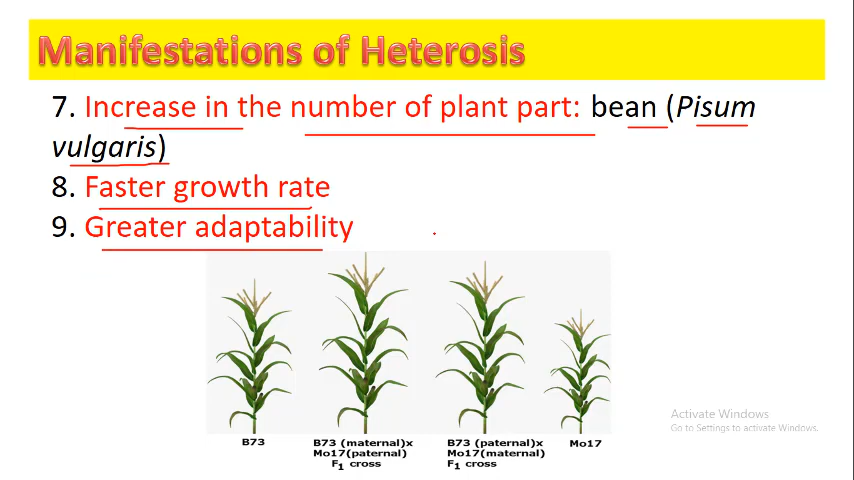 Manifestations of Heterosis
7. Increase in the number of plant part: bean (Pisum
vulgaris)
8. Faster growth rate
9. Greater adaptability
B73
B73 (maternal)x
Mo17(paternal)
F1 cross
B73 (paternal)x
Mo17(maternal)
F1 cross
Mo17
Activate Windows
Go to Settings to activate Windows.